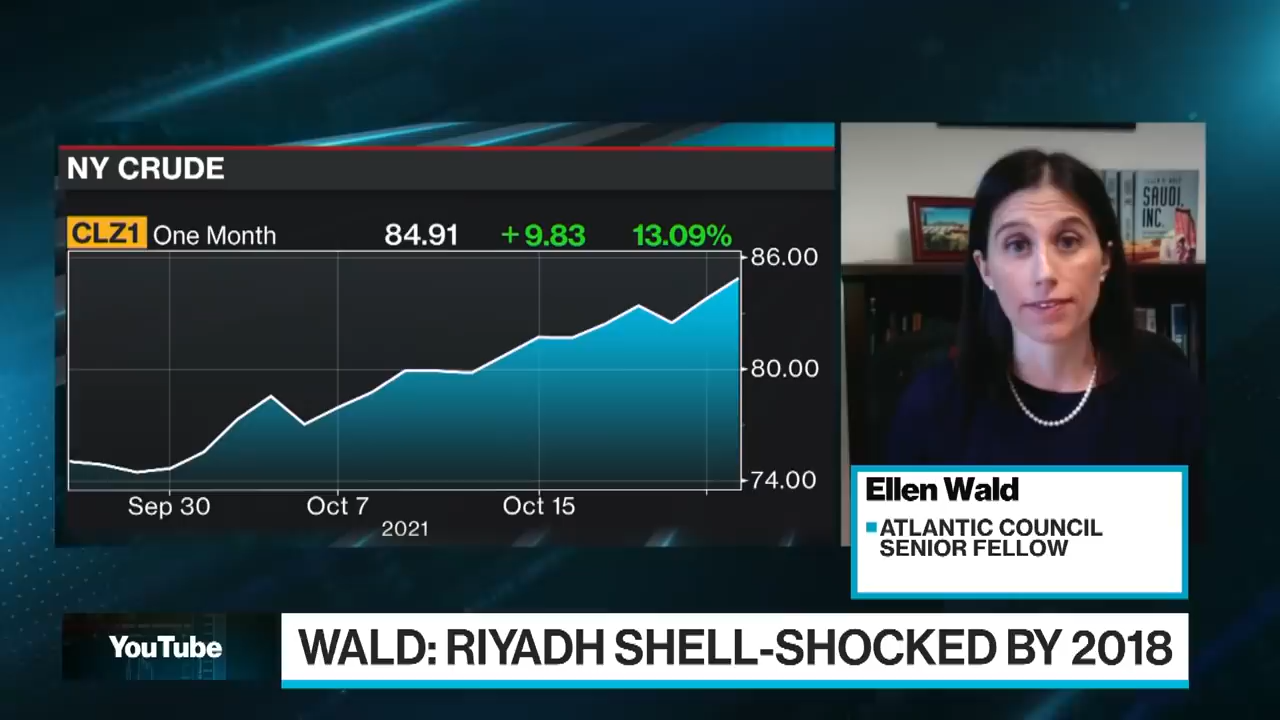 NY CRUDE
CLZ1 One Month 84.91 +9.83 13.09%
86.00
80.00
74.00
Sep 30 Oct 7 Oct 15
2021
SAUDI,
INC.
Ellen Wald
ATLANTIC COUNCIL
SENIOR FELLOW
YouTube
WALD: RIYADH SHELL-SHOCKED BY 2018